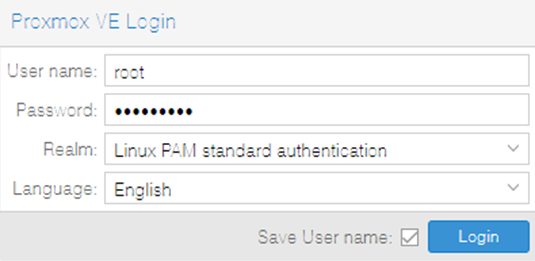 Proxmox VE Login
User name: root
Password: •••••••••
Realm: Linux PAM standard authentication
Language: English
Save User name: Login